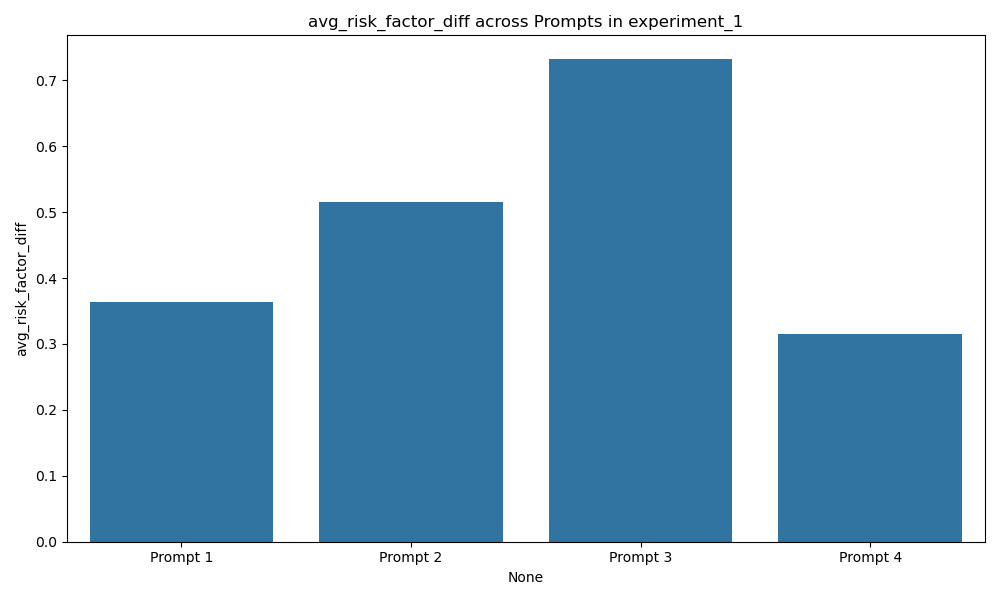 avg_risk_factor_diff across Prompts in experiment_1
avg_risk_factor_diff
0.7
0.6
0.5
0.4
0.3
0.2
0.1
0.0
Prompt 1 Prompt 2 Prompt 3 Prompt 4
None